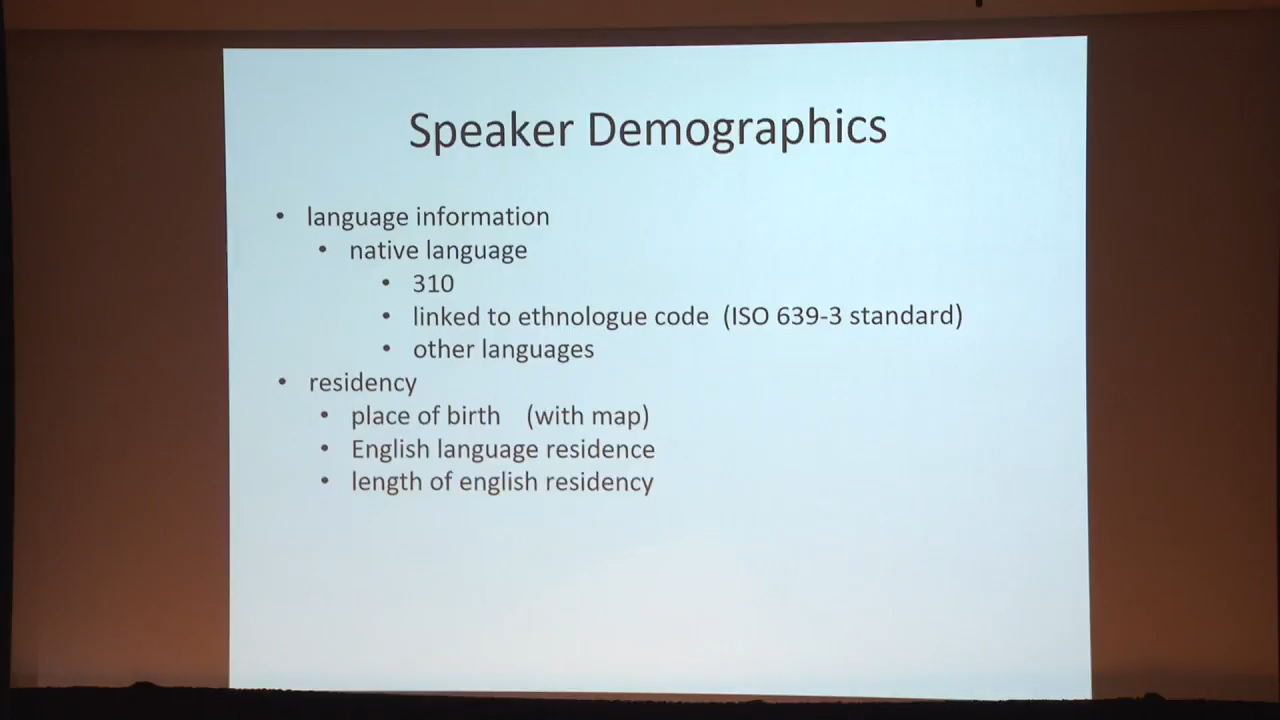 Speaker Demographics
• language information
• native language
• 310
• linked to ethnologue code (ISO 639-3 standard)
• other languages
• residency
• place of birth (with map)
• English language residence
• length of english residency